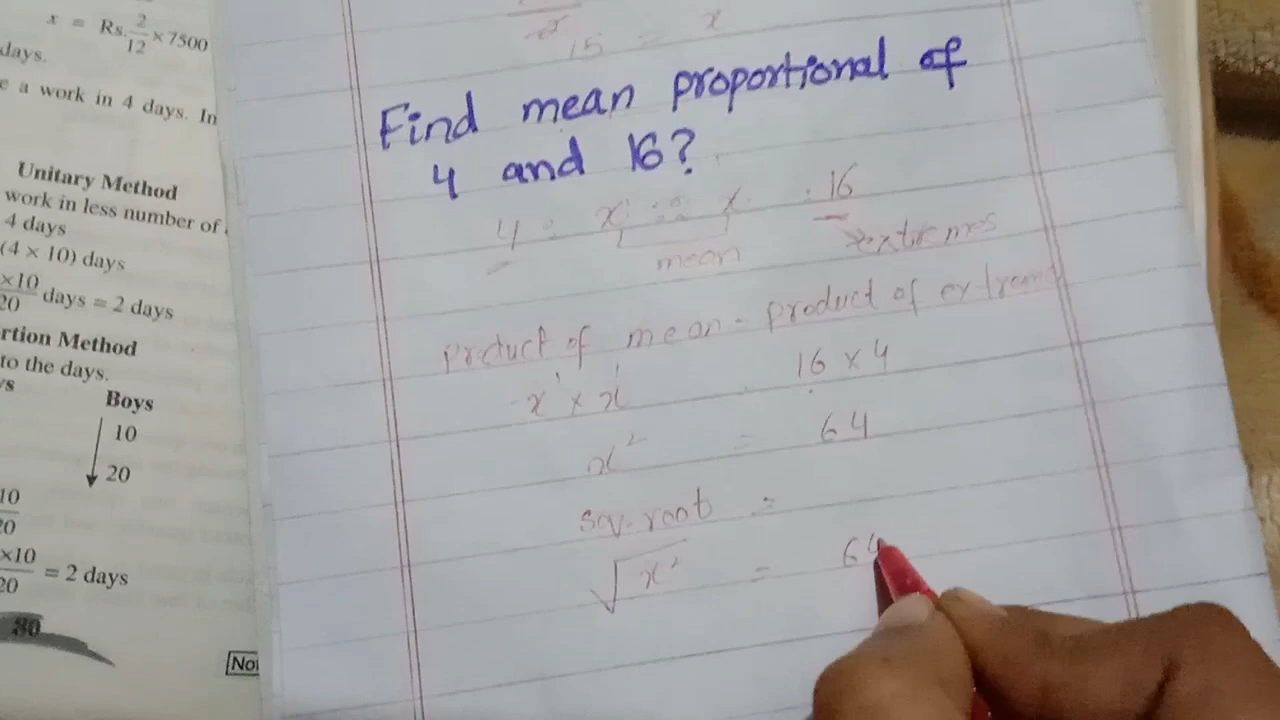 x = Rs. 2/12 × 7500
days.
e a work in 4 days. In
Unitary Method
work in less number of
4 days
(4 × 10) days
×10/20 days = 2 days
rtion Method
to the days.
Boys
10
20
10/20
×10/20 = 2 days
80
15 = x
Find mean proportional of
4 and 16?
4 : x :: x : 16
mean extremes
product of mean = product of extreme
x × x 16 × 4
x² = 64
sq. root =
√x² = 64